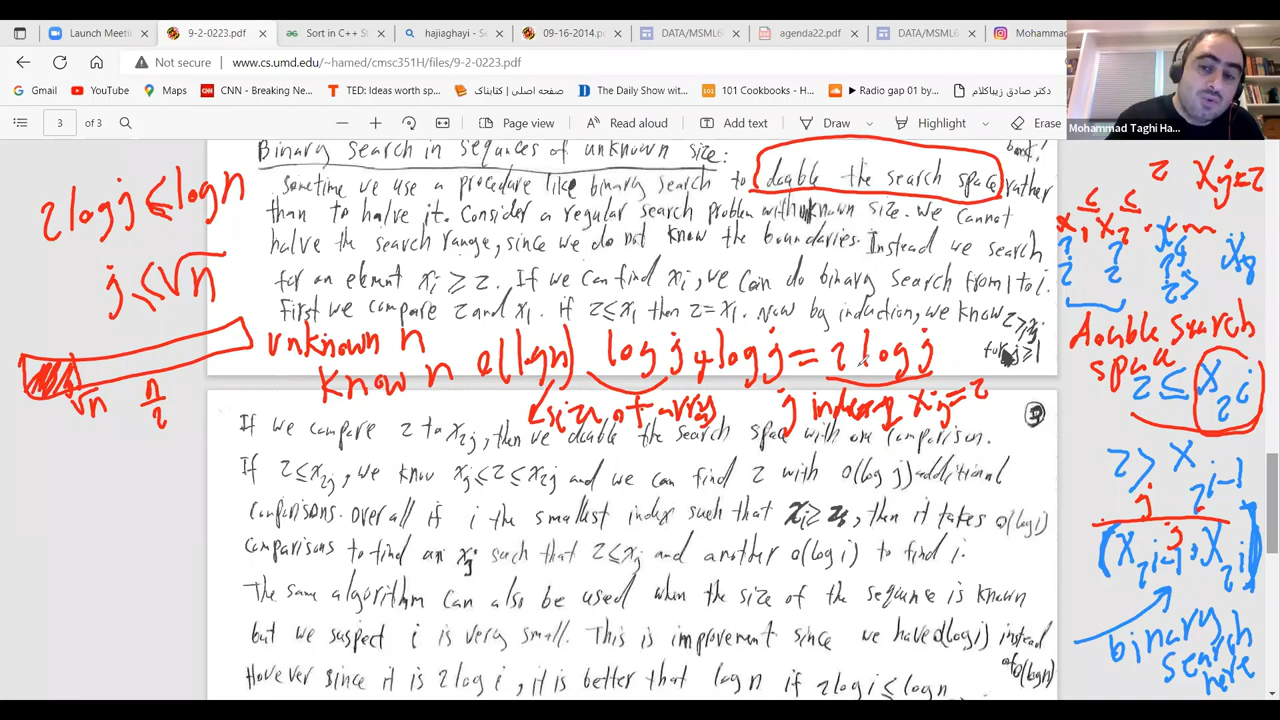 Launch Meeti
9-2-0223.pdf
Sort in C++ S
hajiaghayi - Se
09-16-2014.p
DATA/MSML6
agenda22.pdf
DATA/MSML6
Mohamm
Not secure
www.cs.umd.edu/~hamed/cmsc351H/files/9-2-0223.pdf
Gmail
YouTube
Maps
CNN - Breaking Ne...
TED: Ideas worth sp...
صفحه اصلی | کتابناک
The Daily Show wit...
101 Cookbooks - H...
Radio gap 01 by...
دکتر صادق زیباکلام
3
of 3
Page view
Read aloud
Add text
Draw
Highlight
Erase
Mohammad Taghi Ha...
Binary search in sequnces of unknown size:
Sometime we use a procedure like binary search to double the search space rather
than to halve it. Consider a regular search problem with unknown size. We cannot
halve the search range, since we do not know the boundaries. Instead we search
for an elemnt xi ≥ z. If we can find xi, we can do binary search from 1 to i.
First we compare z and x1. if z ≤ x1 then z = x1. Now by induction, we know z ≥ xj
for j ≥ 1
2 log j ≤ log n
j ≤ √n
√n
n/2
unknown n
known n
O(log n)
log j + log j = 2 log j
size of array
j index of xj = z
If we compare z to x2j, then we double the search space with one comparison.
If z ≤ x2j, we know xj ≤ z ≤ x2j and we can find z with O(log j) additional
comparisons. overall if i the smallest index such that xi ≥ z, then it takes O(log i)
comparisons to find an xj such that z ≤ xj and another O(log i) to find i.
The same algorithm can also be used when the size of the sequnse is known
but we suspect i is very small. This is improvement since we have O(log i) instead
of O(log n)
However since it is 2 log i, it is better that log n if 2 log i ≤ log n
z
xj = z
double search
space
z ≤ x2i
z > x2i-1
j
binary
search
here